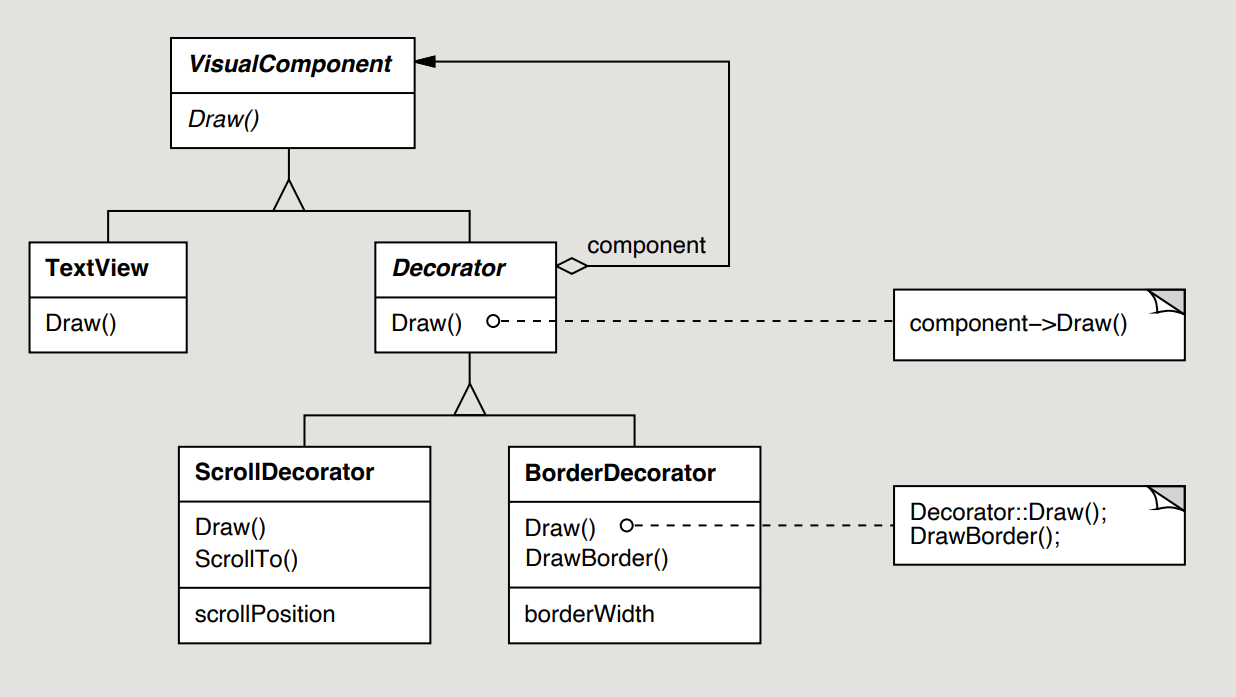 VisualComponent
Draw()
TextView
Draw()
Decorator
Draw()
component
component–>Draw()
ScrollDecorator
Draw()
ScrollTo()
scrollPosition
BorderDecorator
Draw()
DrawBorder()
borderWidth
Decorator::Draw();
DrawBorder();